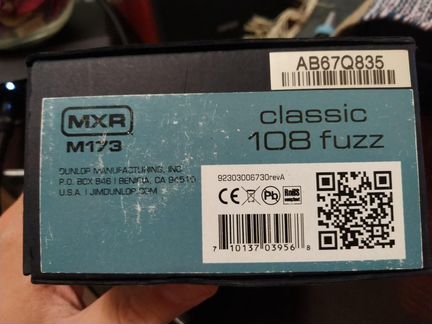 AB67Q835
MXR
M173
classic
108 fuzz
DUNLOP MANUFACTURING, INC.
P.O. BOX 846 | BENICIA, CA 94510
U.S.A. | JIMDUNLOP.COM
92303006730revA
CE
Pb
RoHS
7 10137 03956 8